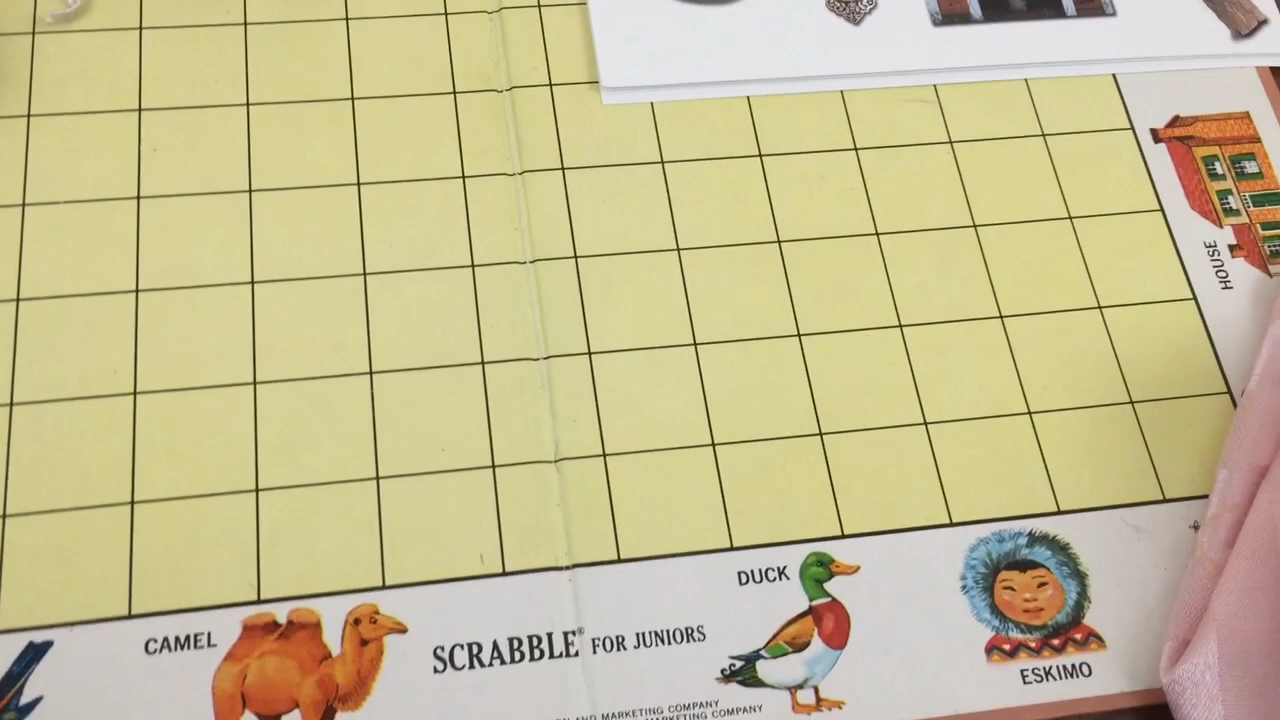 HOUSE
DUCK
CAMEL
SCRABBLE® FOR JUNIORS
ESKIMO
AND MARKETING COMPANY
MARKETING COMPANY